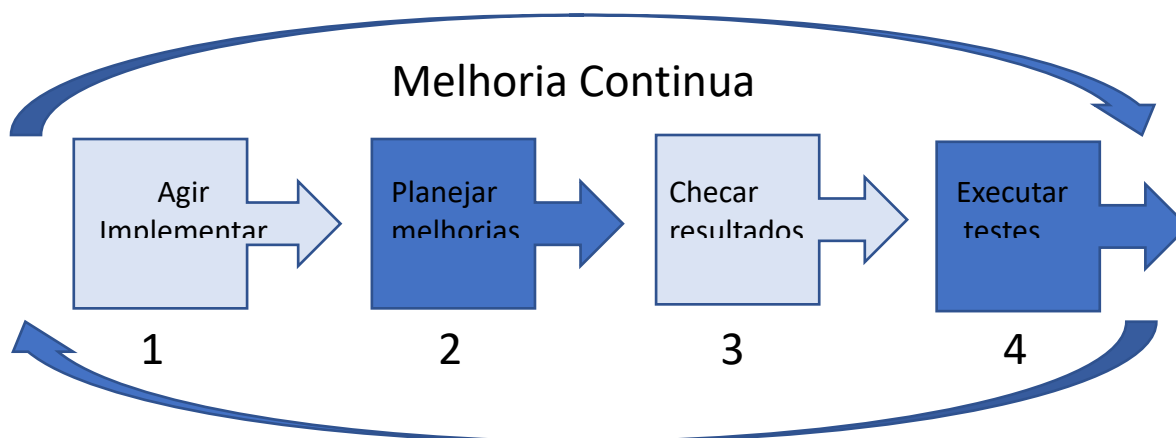 Melhoria Continua
Agir
Implementar
Planejar
melhorias
Checar
resultados
Executar
testes
1
2
3
4